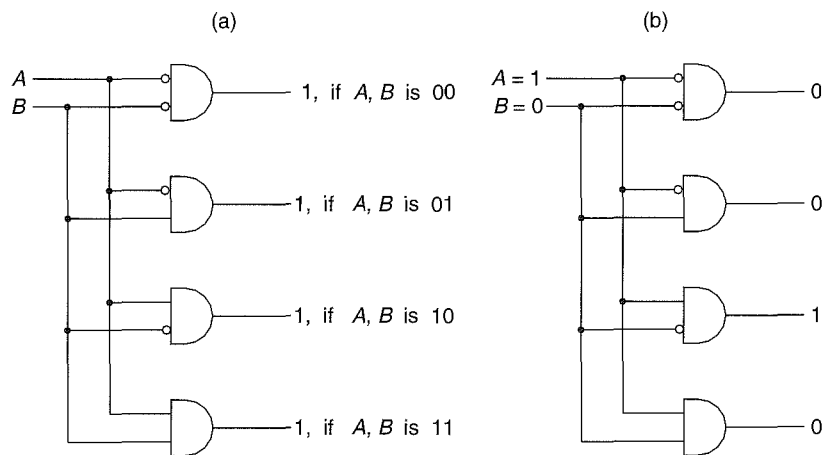 (a)
(b)
A
B
1, if A, B is 00
1, if A, B is 01
1, if A, B is 10
1, if A, B is 11
A = 1
B = 0
0
0
1
0